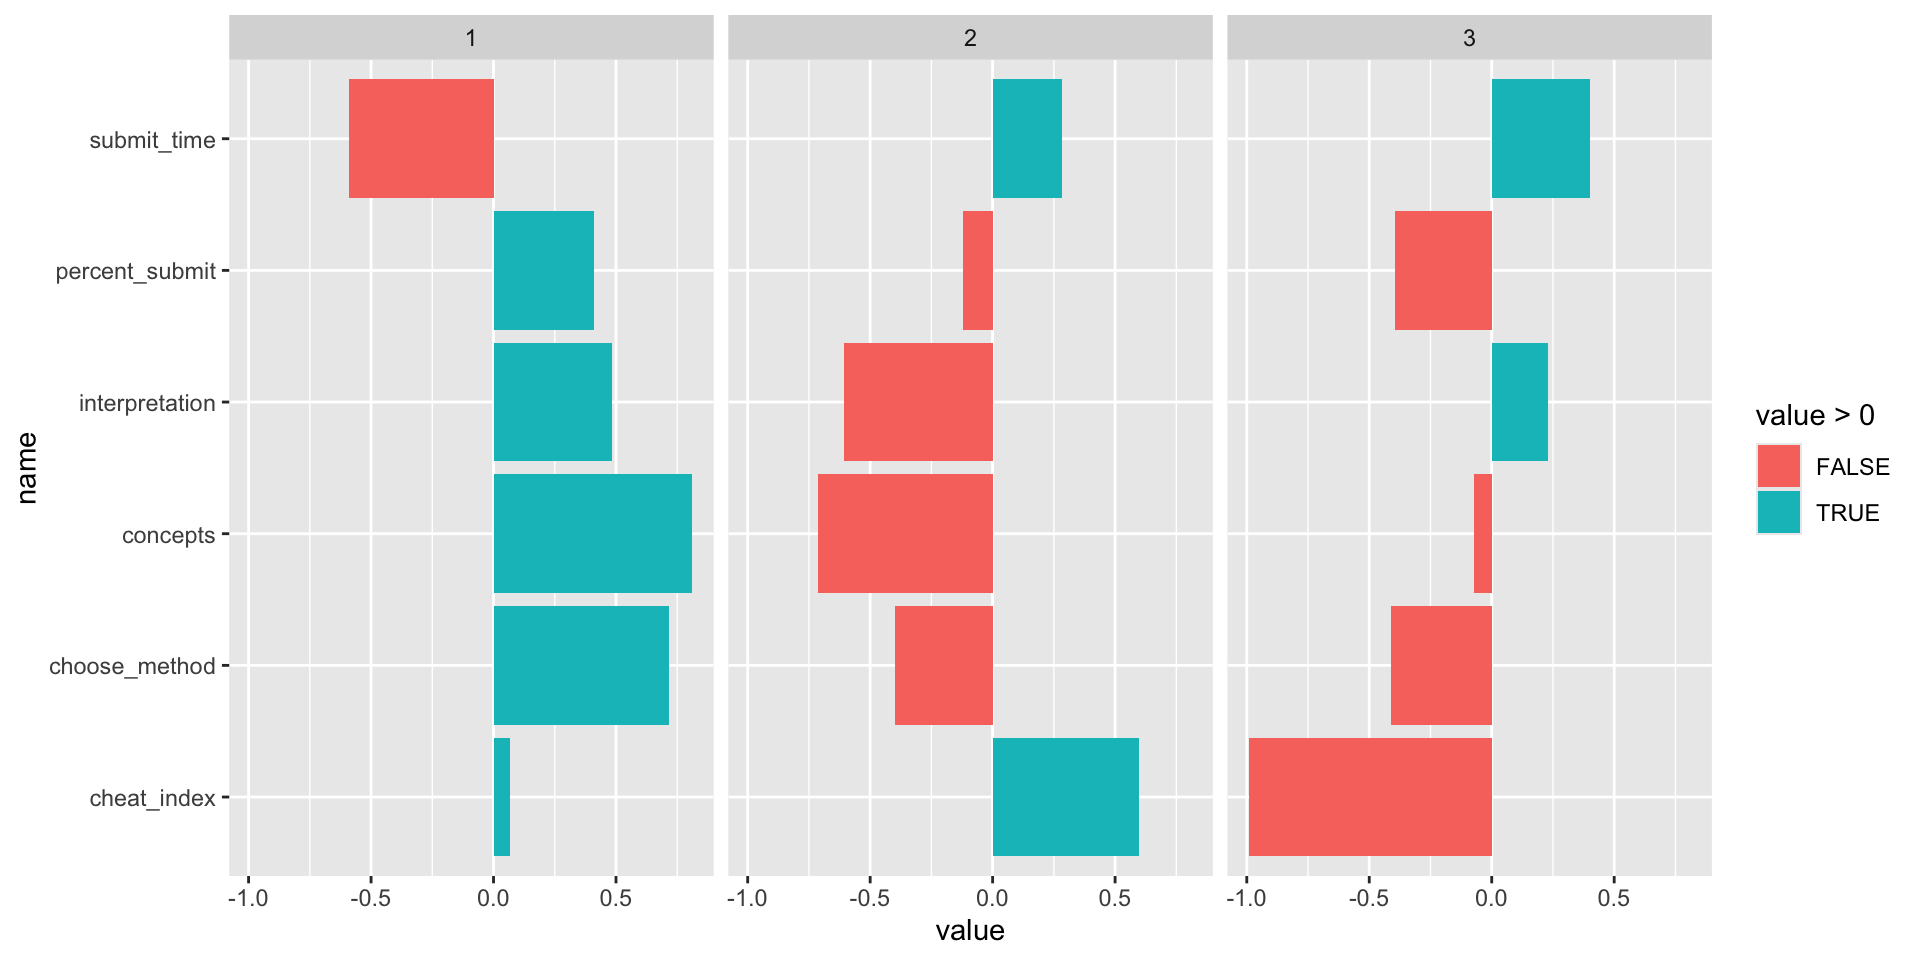 1 2 3
submit_time
percent_submit
interpretation
concepts
choose_method
cheat_index
name
-1.0 -0.5 0.0 0.5 -1.0 -0.5 0.0 0.5 -1.0 -0.5 0.0 0.5
value
value > 0
FALSE
TRUE